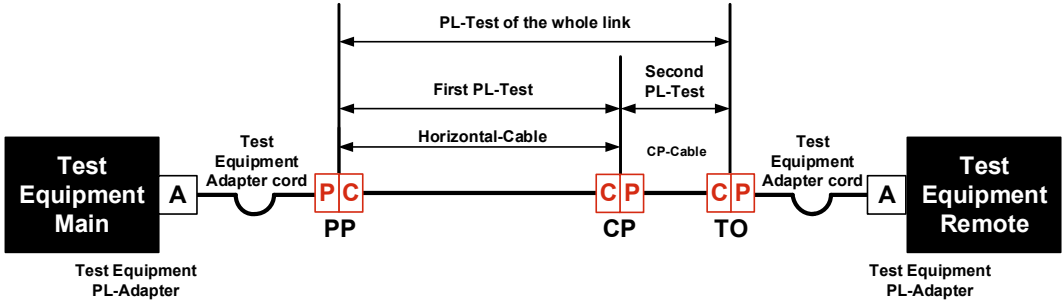 PL-Test of the whole link
First PL-Test
Second
PL-Test
Horizontal-Cable
CP-Cable
Test
Equipment
Main
A
Test
Equipment
Adapter cord
P C
PP
C P
CP
C P
TO
Test
Equipment
Adapter cord
A
Test
Equipment
Remote
Test Equipment
PL-Adapter
Test Equipment
PL-Adapter